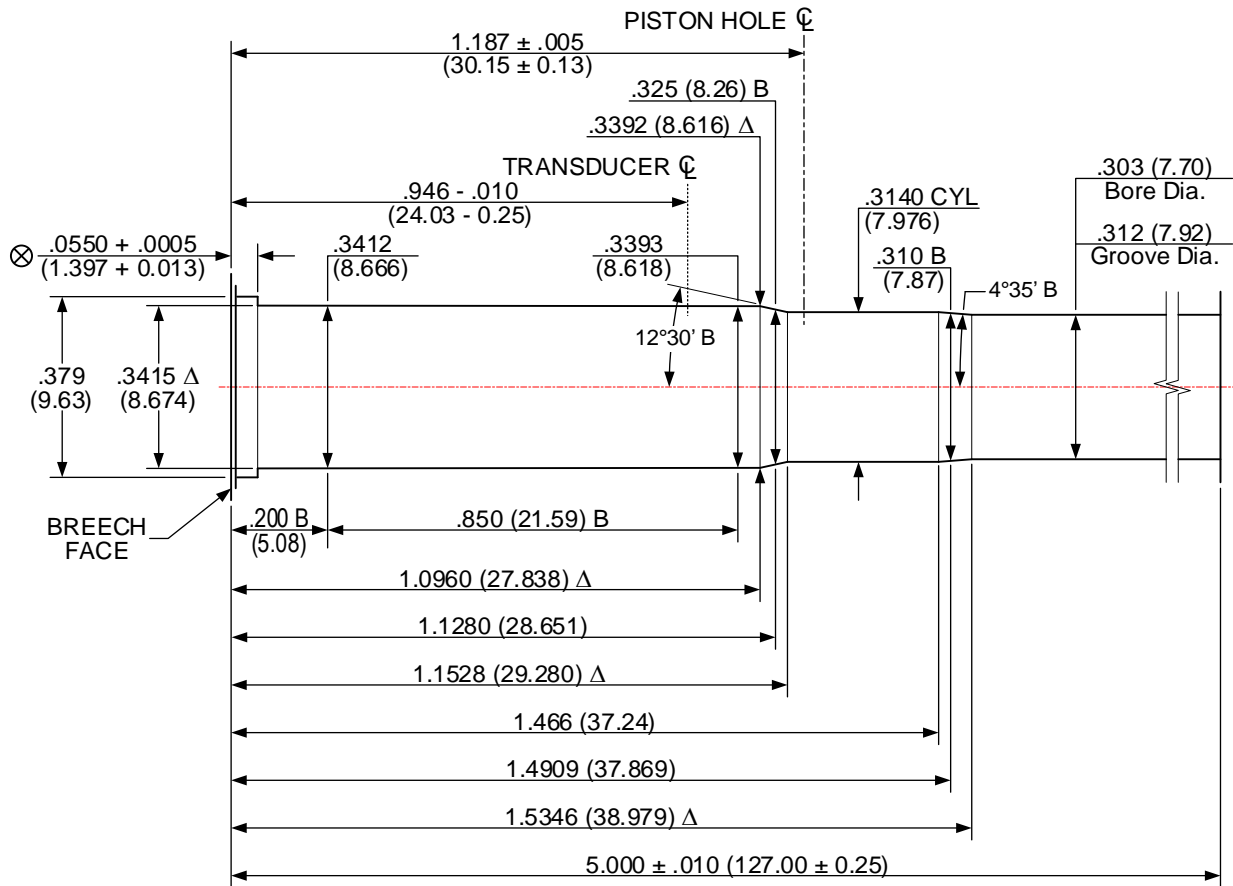 PISTON HOLE ℄
1.187 ± .005
(30.15 ± 0.13)
.325 (8.26) B
.3392 (8.616) Δ
TRANSDUCER ℄
.946 - .010
(24.03 - 0.25)
.303 (7.70)
Bore Dia.
.3140 CYL
(7.976)
⊗ .0550 + .0005
(1.397 + 0.013)
.3412
(8.666)
.3393
(8.618)
.312 (7.92)
Groove Dia.
.310 B
(7.87)
4°35' B
12°30' B
.379
(9.63)
.3415 Δ
(8.674)
BREECH
FACE
.200 B
(5.08)
.850 (21.59) B
1.0960 (27.838) Δ
1.1280 (28.651)
1.1528 (29.280) Δ
1.466 (37.24)
1.4909 (37.869)
1.5346 (38.979) Δ
5.000 ± .010 (127.00 ± 0.25)